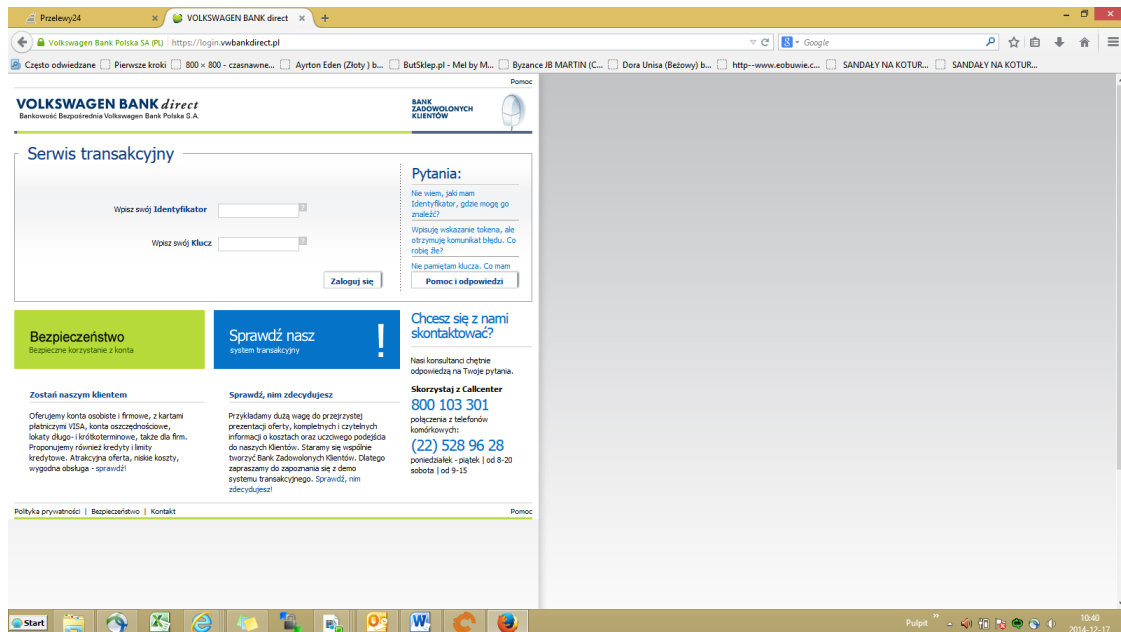 Przelewy24
VOLKSWAGEN BANK direct
Volkswagen Bank Polska SA (PL)
https://login.vwbankdirect.pl
Google
Często odwiedzane
Pierwsze kroki
800 × 800 - czasnawne...
Ayrton Eden (Złoty ) b...
ButSklep.pl - Mel by M...
Byzance JB MARTIN (C...
Dora Unisa (Beżowy) b...
http--www.eobuwie.c...
SANDAŁY NA KOTUR...
SANDAŁY NA KOTUR...
Pomoc
VOLKSWAGEN BANK direct
Bankowość Bezpośrednia Volkswagen Bank Polska S.A.
BANK
ZADOWOLONYCH
KLIENTÓW
Serwis transakcyjny
Wpisz swój Identyfikator
?
Wpisz swój Klucz
?
Zaloguj się
Pytania:
Nie wiem, jaki mam
Identyfikator, gdzie mogę go
znaleźć?
Wpisuję wskazanie tokena, ale
otrzymuję komunikat błędu. Co
robię źle?
Nie pamiętam klucza. Co mam
Pomoc i odpowiedzi
Bezpieczeństwo
Bezpieczne korzystanie z konta
Sprawdź nasz
system transakcyjny
!
Chcesz się z nami
skontaktować?
Nasi konsultanci chętnie
odpowiedzą na Twoje pytania.
Skorzystaj z Callcenter
800 103 301
połączenia z telefonów
komórkowych:
(22) 528 96 28
poniedziałek - piątek | od 8-20
sobota | od 9-15
Zostań naszym klientem
Oferujemy konta osobiste i firmowe, z kartami
płatniczymi VISA, konta oszczędnościowe,
lokaty długo- i krótkoterminowe, także dla firm.
Proponujemy również kredyty i limity
kredytowe. Atrakcyjna oferta, niskie koszty,
wygodna obsługa - sprawdź!
Sprawdź, nim zdecydujesz
Przykładamy dużą wagę do przejrzystej
prezentacji oferty, kompletnych i czytelnych
informacji o kosztach oraz uczciwego podejścia
do naszych Klientów. Staramy się wspólnie
tworzyć Bank Zadowolonych Klientów. Dlatego
zapraszamy do zapoznania się z demo
systemu transakcyjnego. Sprawdź, nim
zdecydujesz!
Polityka prywatności | Bezpieczeństwo | Kontakt
Pomoc
Start
Pulpit
10:40
2014-12-17